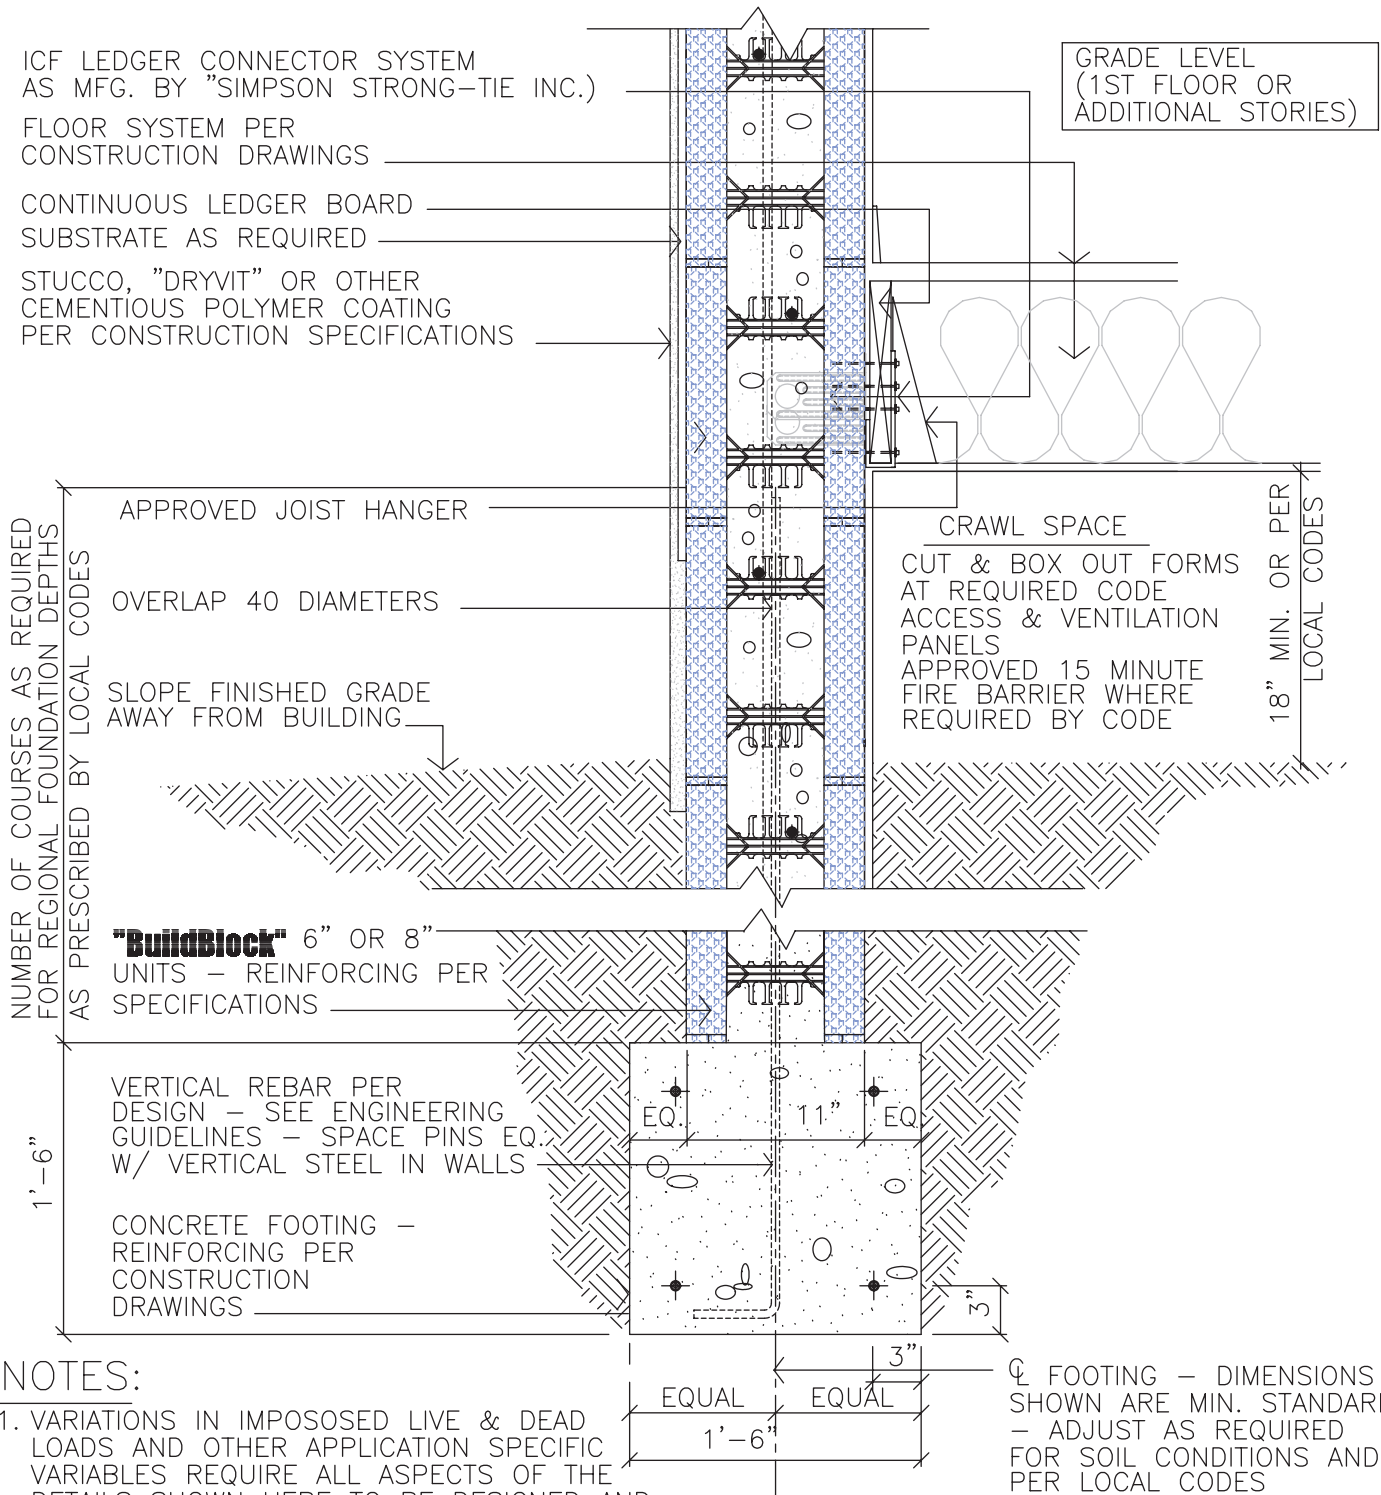 ICF LEDGER CONNECTOR SYSTEM
AS MFG. BY "SIMPSON STRONG-TIE INC.)
FLOOR SYSTEM PER
CONSTRUCTION DRAWINGS
CONTINUOUS LEDGER BOARD
SUBSTRATE AS REQUIRED
STUCCO, "DRYVIT" OR OTHER
CEMENTIOUS POLYMER COATING
PER CONSTRUCTION SPECIFICATIONS
GRADE LEVEL
(1ST FLOOR OR
ADDITIONAL STORIES)
APPROVED JOIST HANGER
OVERLAP 40 DIAMETERS
SLOPE FINISHED GRADE
AWAY FROM BUILDING
NUMBER OF COURSES AS REQUIRED
FOR REGIONAL FOUNDATION DEPTHS
AS PRESCRIBED BY LOCAL CODES
CRAWL SPACE
CUT & BOX OUT FORMS
AT REQUIRED CODE
ACCESS & VENTILATION
PANELS
APPROVED 15 MINUTE
FIRE BARRIER WHERE
REQUIRED BY CODE
18" MIN. OR PER
LOCAL CODES
"BuildBlock" 6" OR 8"
UNITS - REINFORCING PER
SPECIFICATIONS
VERTICAL REBAR PER
DESIGN - SEE ENGINEERING
GUIDELINES - SPACE PINS EQ.
W/ VERTICAL STEEL IN WALLS
EQ. 11" EQ.
1'-6"
CONCRETE FOOTING -
REINFORCING PER
CONSTRUCTION
DRAWINGS
3"
3"
EQUAL EQUAL
1'-6"
℄ FOOTING - DIMENSIONS
SHOWN ARE MIN. STANDARD
- ADJUST AS REQUIRED
FOR SOIL CONDITIONS AND
PER LOCAL CODES
NOTES:
1. VARIATIONS IN IMPOSOSED LIVE & DEAD
LOADS AND OTHER APPLICATION SPECIFIC
VARIABLES REQUIRE ALL ASPECTS OF THE
DETAILS SHOWN HERE TO BE DESIGNED AND